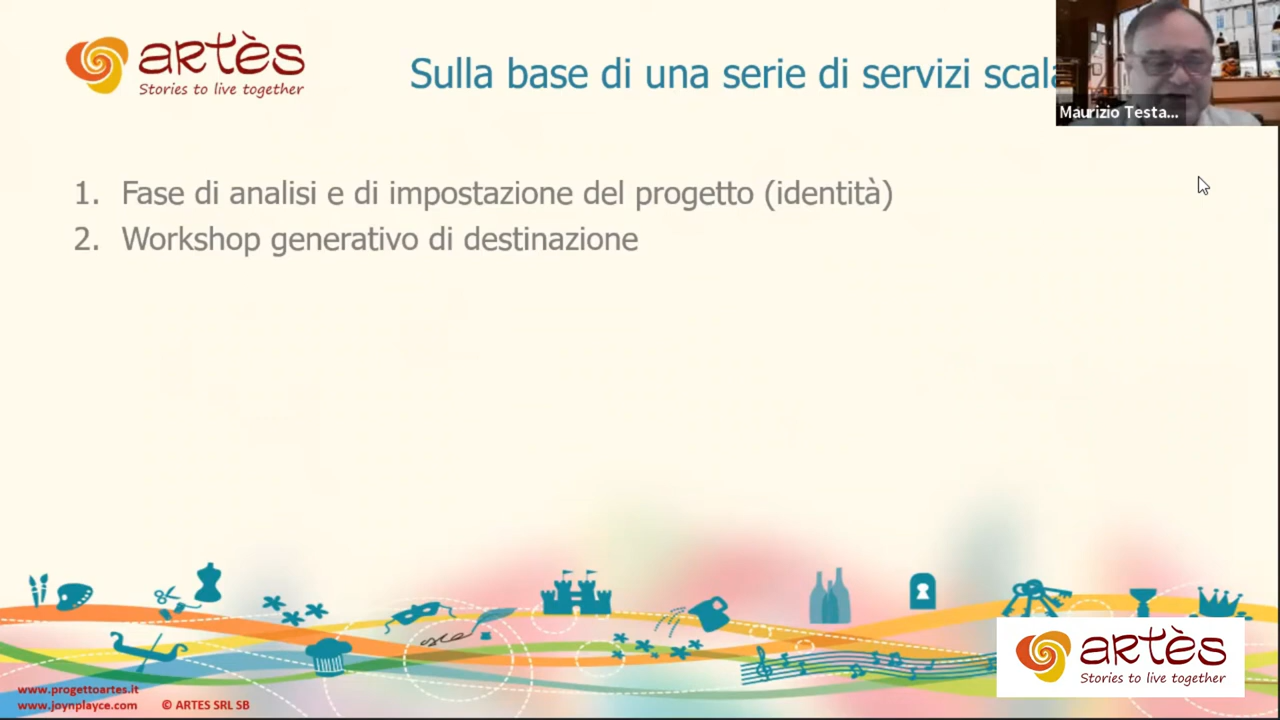 artès
Stories to live together
Sulla base di una serie di servizi
Maurizio Testa...
1. Fase di analisi e di impostazione del progetto (identità)
2. Workshop generativo di destinazione
www.progettoartes.it
www.joynplayce.com © ARTES SRL SB
artès
Stories to live together